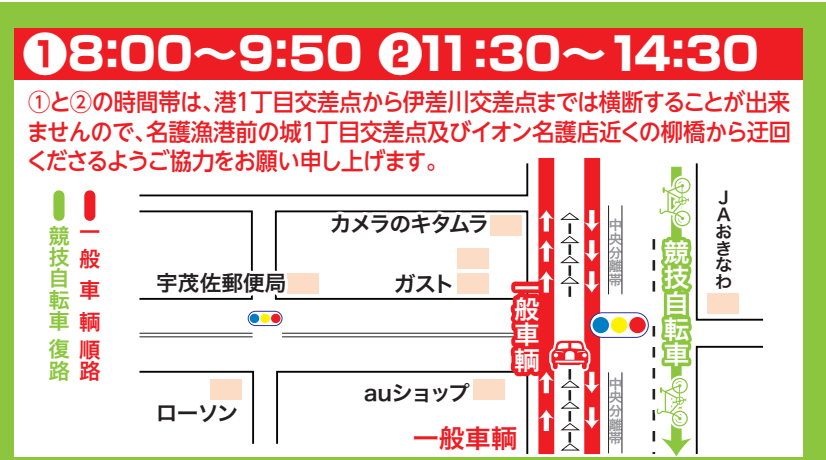 ❶8:00〜9:50 ❷11:30〜14:30
①と②の時間帯は、港1丁目交差点から伊差川交差点までは横断することが出来
ませんので、名護漁港前の城1丁目交差点及びイオン名護店近くの柳橋から迂回
くださるようご協力をお願い申し上げます。
一般車輌 順路
競技自転車 復路
カメラのキタムラ
宇茂佐郵便局
ガスト
ローソン
auショップ
一般車輌
一般車輌
中央分離帯
中央分離帯
競技自転車
JAおきなわ